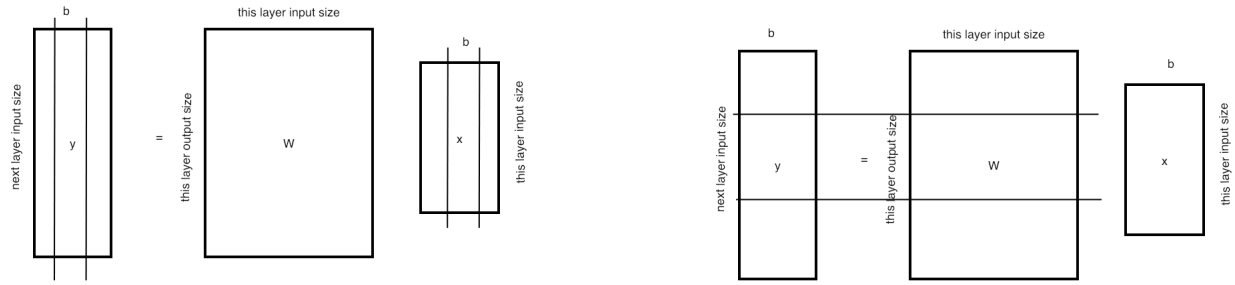 b
this layer input size
b
next layer input size
y
=
this layer output size
W
x
this layer input size
b
this layer input size
b
next layer input size
y
=
this layer output size
W
x
this layer input size